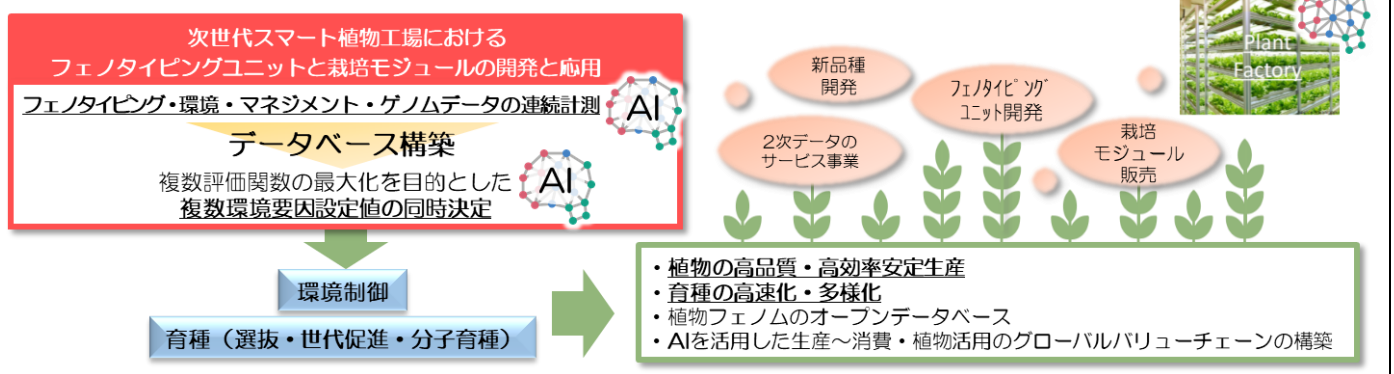 次世代スマート植物工場における
フェノタイピングユニットと栽培モジュールの開発と応用
フェノタイピング・環境・マネジメント・ゲノムデータの連続計測
AI
データベース構築
複数評価関数の最大化を目的とした
複数環境要因設定値の同時決定
AI
環境制御
育種（選抜・世代促進・分子育種）
新品種
開発
フェノタイピング
ユニット開発
2次データの
サービス事業
栽培
モジュール
販売
Plant
Factory
・植物の高品質・高効率安定生産
・育種の高速化・多様化
・植物フェノムのオープンデータベース
・AIを活用した生産～消費・植物活用のグローバルバリューチェーンの構築